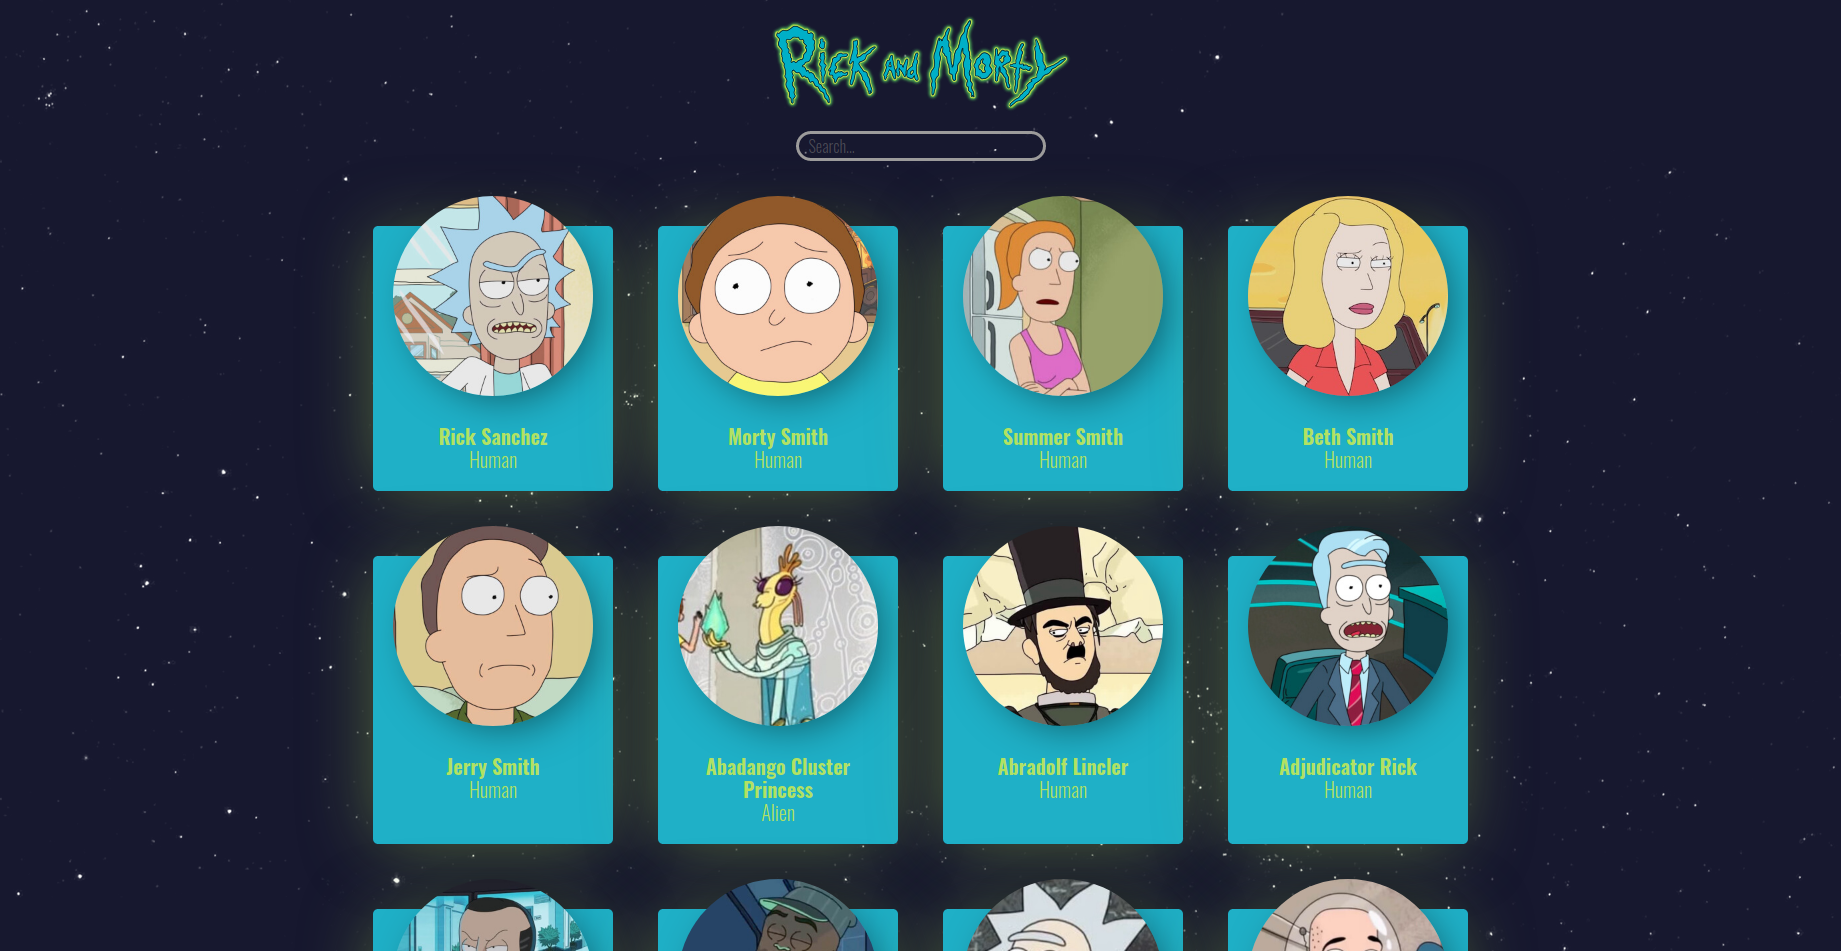 Rick and Morty
Search...
Rick Sanchez
Human
Morty Smith
Human
Summer Smith
Human
Beth Smith
Human
Jerry Smith
Human
Abadango Cluster
Princess
Alien
Abradolf Lincler
Human
Adjudicator Rick
Human